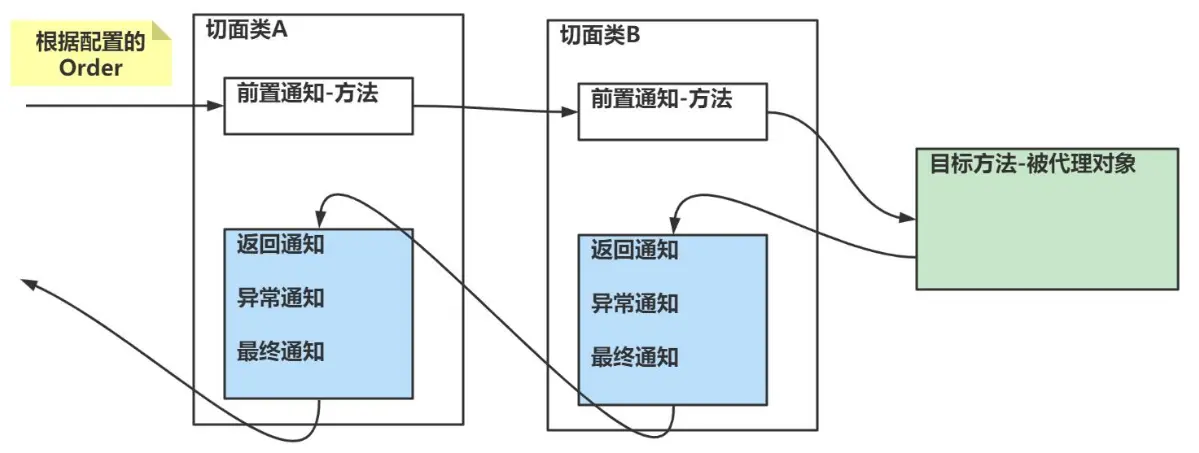 根据配置的
Order
切面类A
前置通知-方法
返回通知
异常通知
最终通知
切面类B
前置通知-方法
返回通知
异常通知
最终通知
目标方法-被代理对象